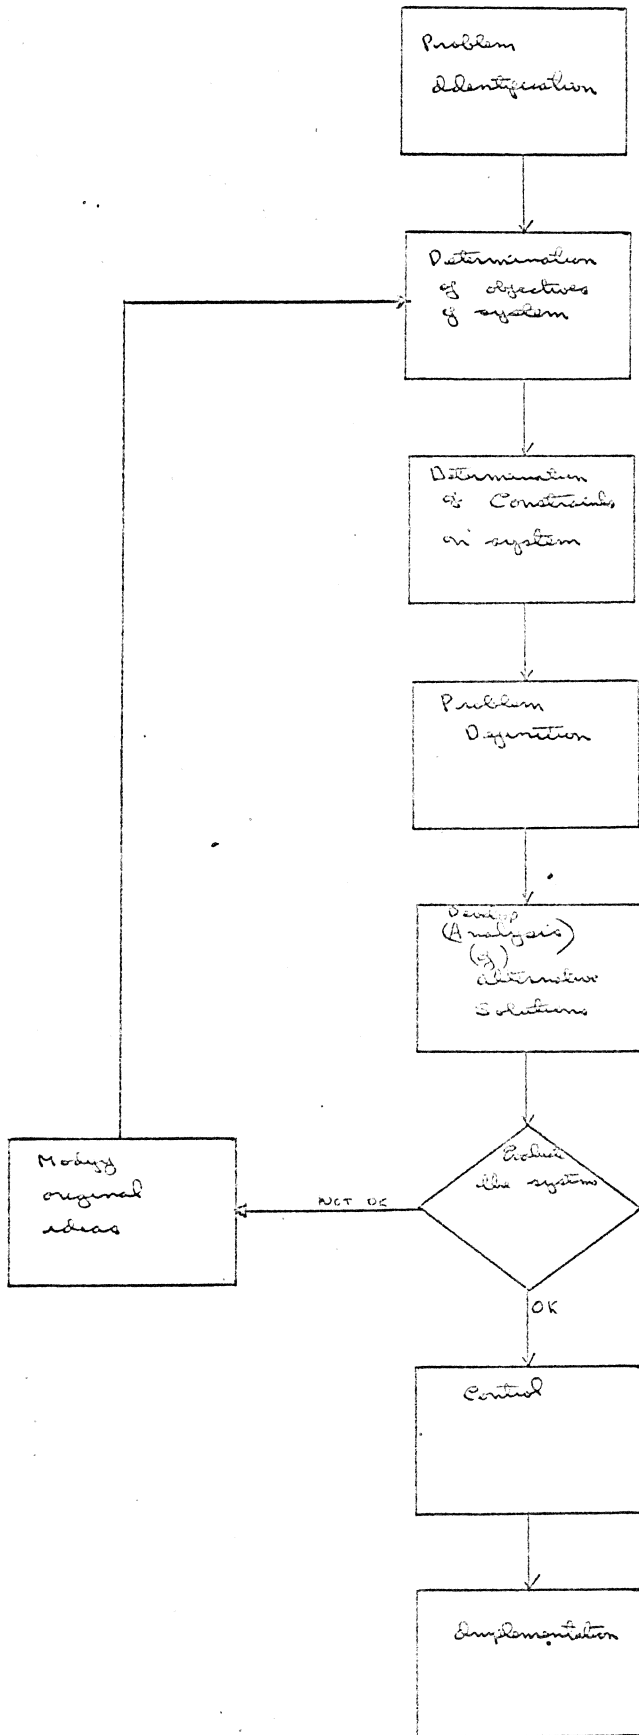 Problem
Identification
Determination
of objectives
of system
Determination
of Constraints
on system
Problem
Definition
Develop
(Analysis)
(of)
alternative
Solutions
Evaluate
the system
NOT OK
Modify
original
ideas
OK
Control
Implementation